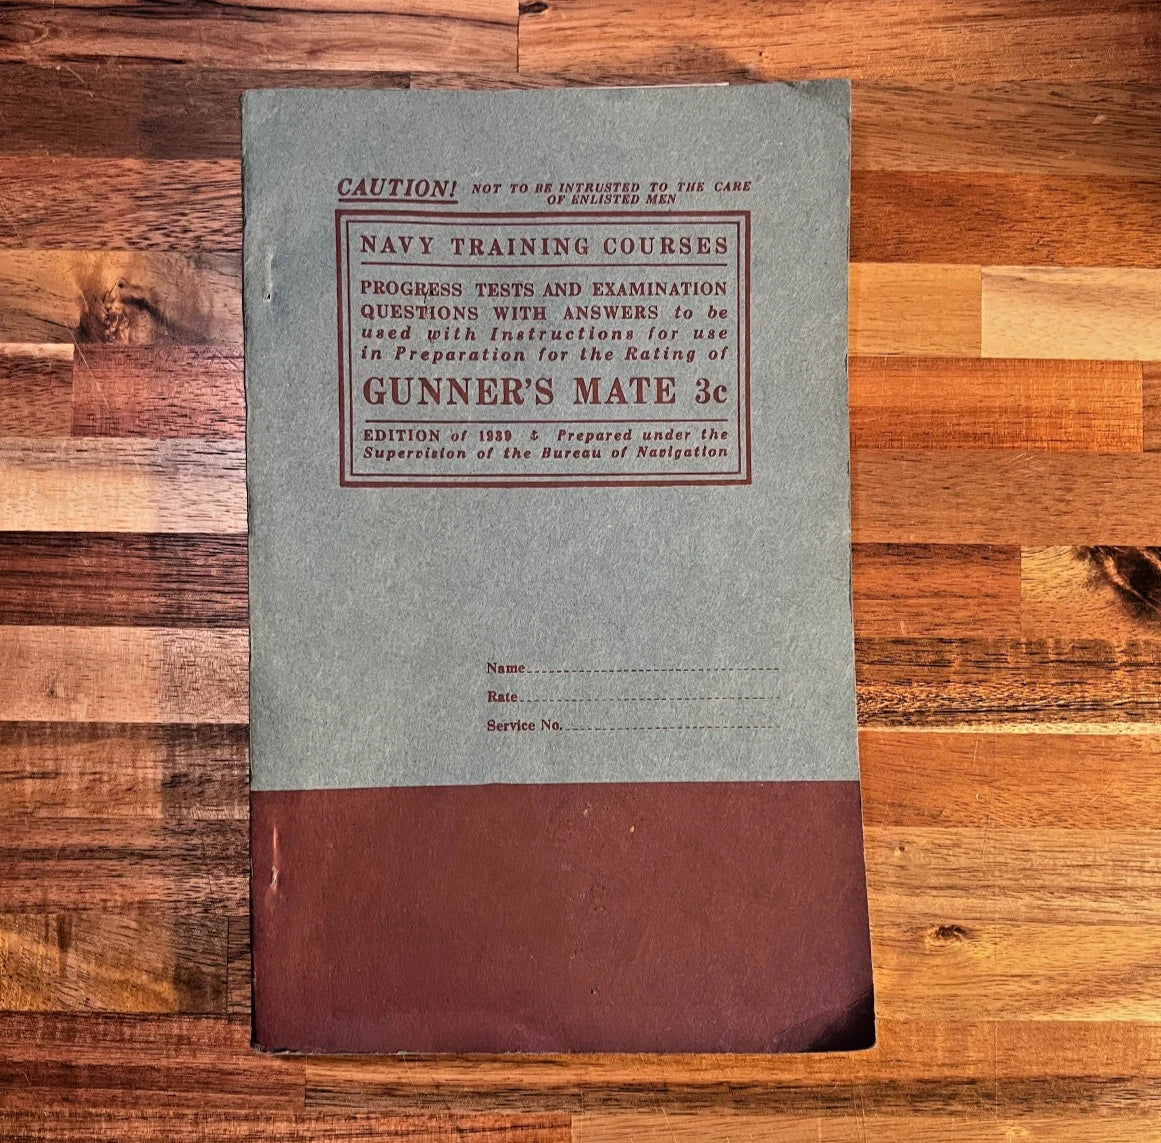 CAUTION! NOT TO BE INTRUSTED TO THE CARE
OF ENLISTED MEN
NAVY TRAINING COURSES
PROGRESS TESTS AND EXAMINATION
QUESTIONS WITH ANSWERS to be
used with Instructions for use
in Preparation for the Rating of
GUNNER'S MATE 3c
EDITION of 1939 ⚓ Prepared under the
Supervision of the Bureau of Navigation
Name
Rate
Service No.